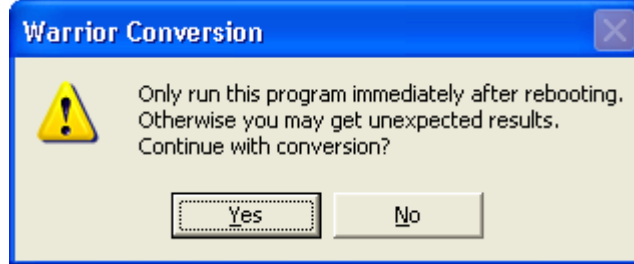 Warrior Conversion
Only run this program immediately after rebooting.
Otherwise you may get unexpected results.
Continue with conversion?
Yes
No